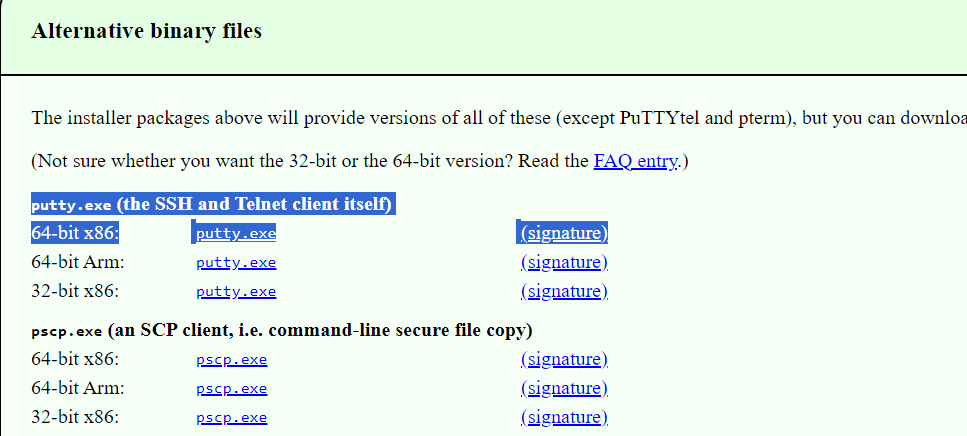 Alternative binary files
The installer packages above will provide versions of all of these (except PuTTYtel and pterm), but you can
(Not sure whether you want the 32-bit or the 64-bit version? Read the FAQ entry.)
putty.exe (the SSH and Telnet client itself)
64-bit x86: putty.exe (signature)
64-bit Arm: putty.exe (signature)
32-bit x86: putty.exe (signature)
pscp.exe (an SCP client, i.e. command-line secure file copy)
64-bit x86: pscp.exe (signature)
64-bit Arm: pscp.exe (signature)
32-bit x86: pscp.exe (signature)